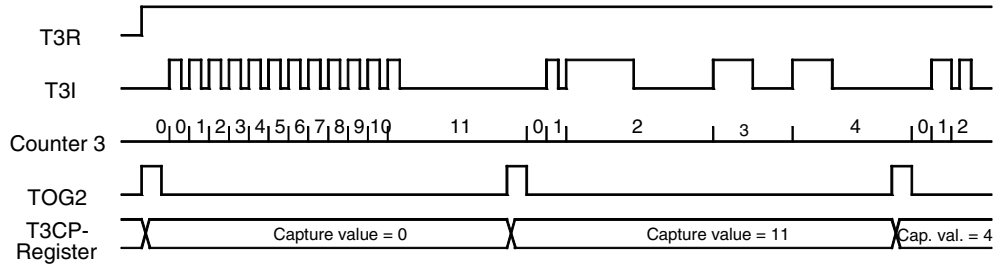 T3R
T3I
0 0 1 2 3 4 5 6 7 8 9 10 11 0 1 2 3 4 0 1 2
Counter 3
TOG2
T3CP-
Register
Capture value = 0
Capture value = 11
Cap. val. = 4